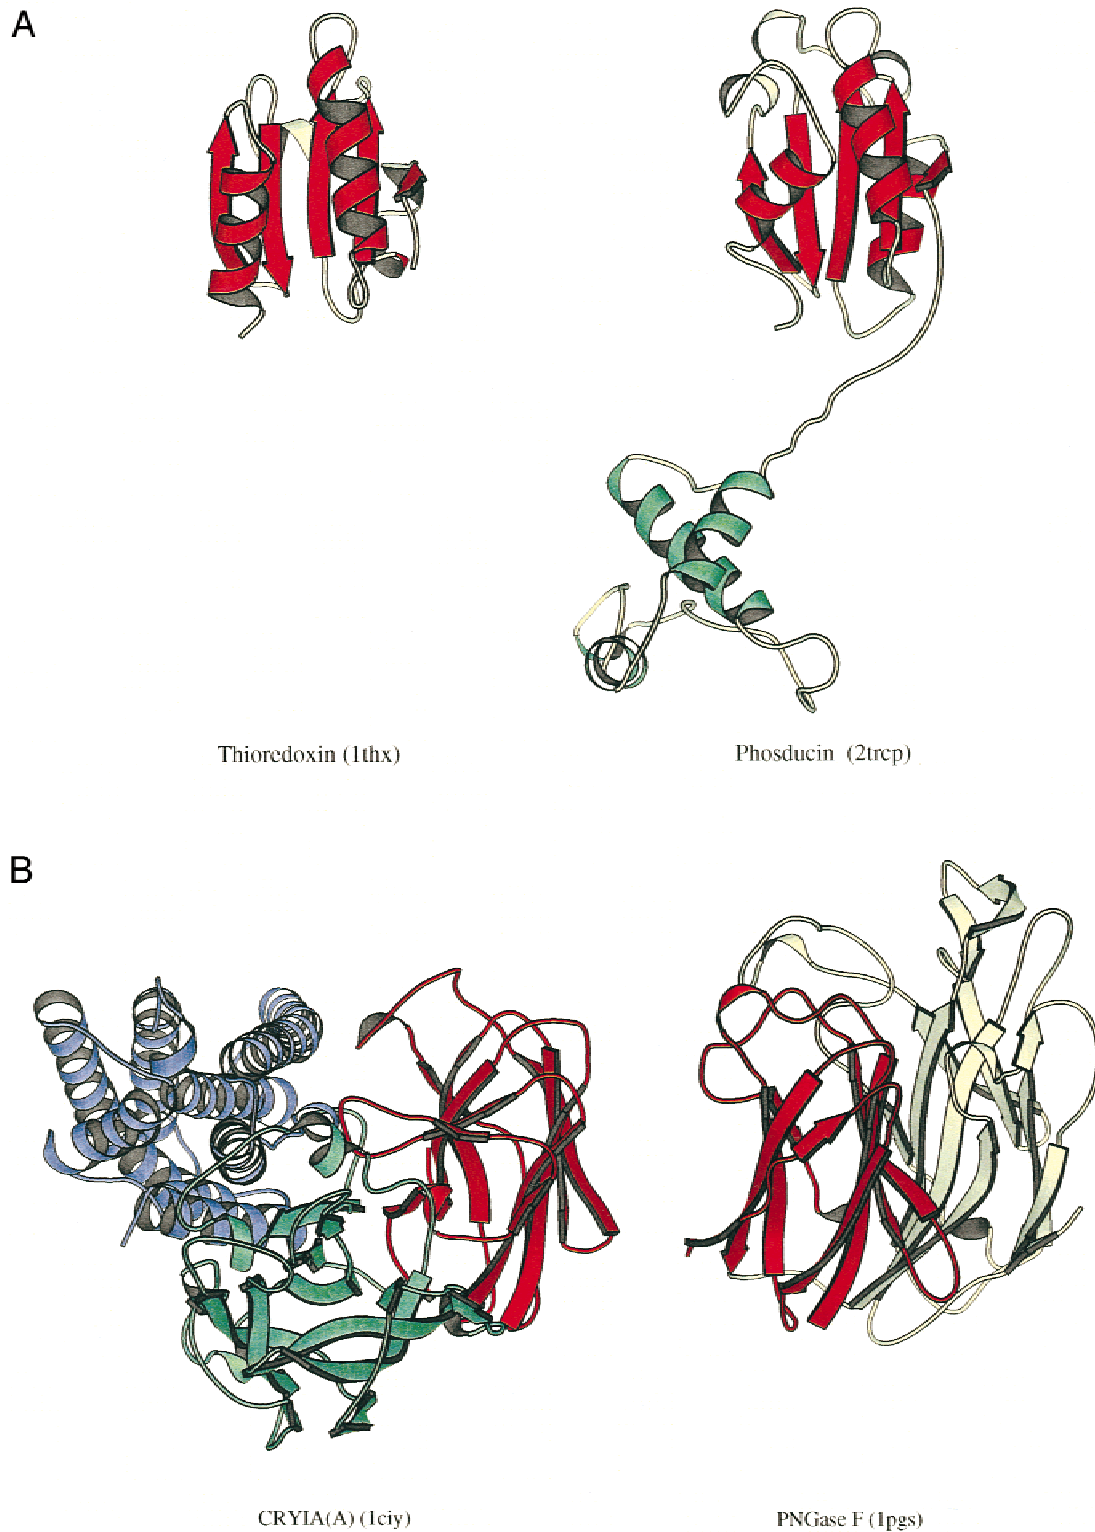 A
Thioredoxin (1thx)
Phosducin (2trcp)
B
CRYIA(A) (1ciy)
PNGase F (1pgs)